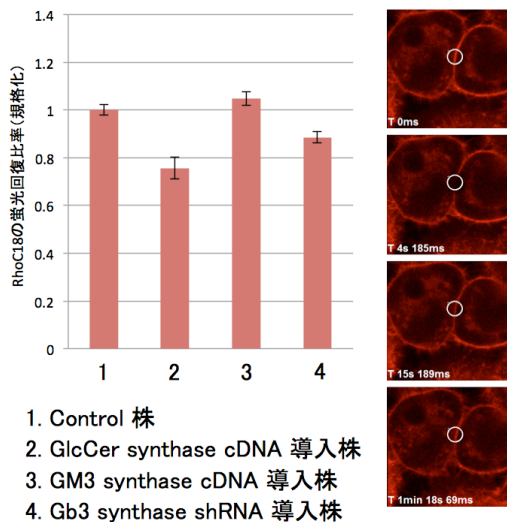 1.4
1.2
1
0.8
0.6
0.4
0.2
0
RhoC18の蛍光回復比率(規格化)
1 2 3 4
1. Control 株
2. GlcCer synthase cDNA 導入株
3. GM3 synthase cDNA 導入株
4. Gb3 synthase shRNA 導入株
T 0ms
T 4s 185ms
T 15s 189ms
T 1min 18s 69ms